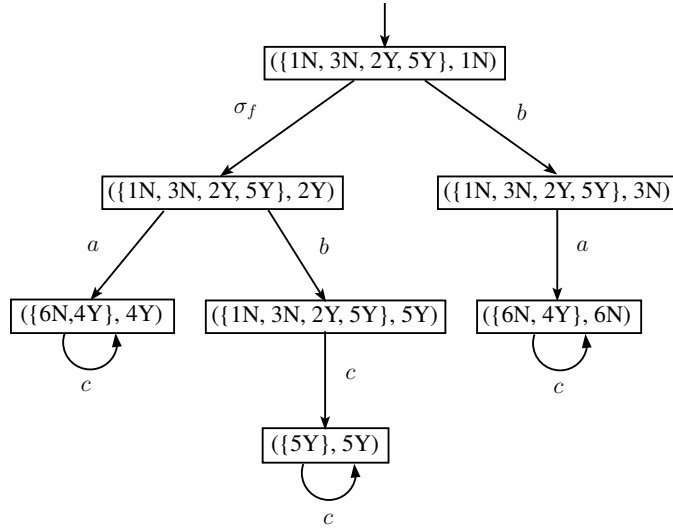 ({1N, 3N, 2Y, 5Y}, 1N)
σf b
({1N, 3N, 2Y, 5Y}, 2Y) ({1N, 3N, 2Y, 5Y}, 3N)
a b a
({6N,4Y}, 4Y) ({1N, 3N, 2Y, 5Y}, 5Y) ({6N, 4Y}, 6N)
c c c
({5Y}, 5Y)
c